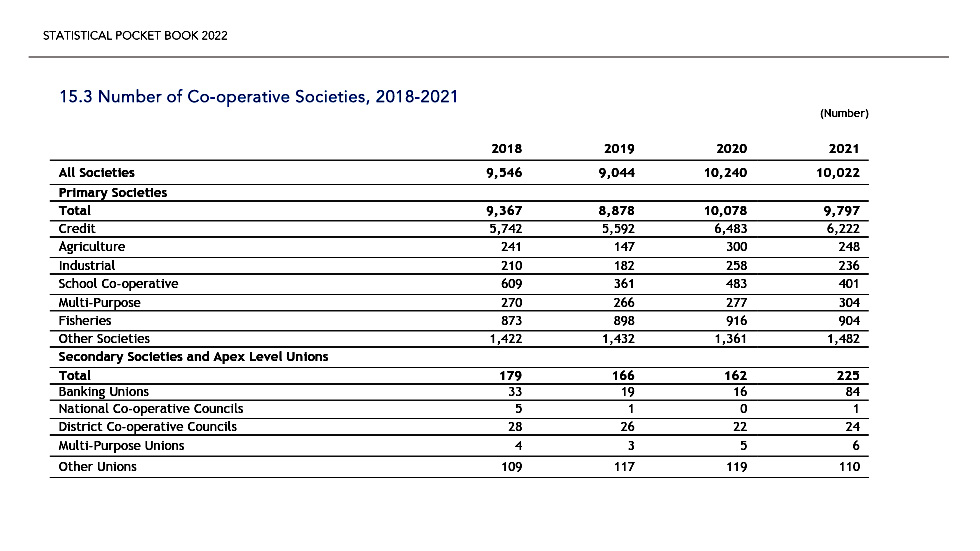 STATISTICAL POCKET BOOK 2022
15.3 Number of Co-operative Societies, 2018-2021
(Number)
2018 2019 2020 2021
All Societies 9,546 9,044 10,240 10,022
Primary Societies
Total 9,367 8,878 10,078 9,797
Credit 5,742 5,592 6,483 6,222
Agriculture 241 147 300 248
Industrial 210 182 258 236
School Co-operative 609 361 483 401
Multi-Purpose 270 266 277 304
Fisheries 873 898 916 904
Other Societies 1,422 1,432 1,361 1,482
Secondary Societies and Apex Level Unions
Total 179 166 162 225
Banking Unions 33 19 16 84
National Co-operative Councils 5 1 0 1
District Co-operative Councils 28 26 22 24
Multi-Purpose Unions 4 3 5 6
Other Unions 109 117 119 110